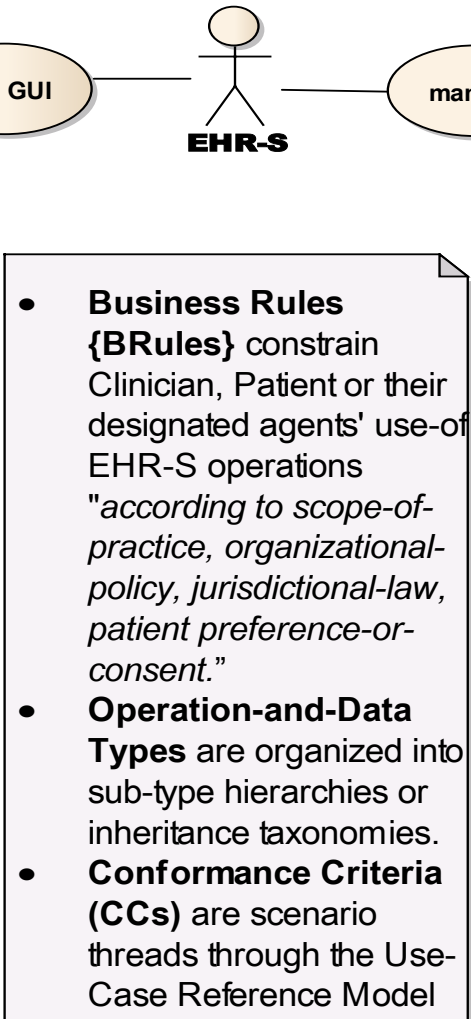 GUI
mar
EHR-S
• Business Rules
{BRules} constrain
Clinician, Patient or their
designated agents' use-of
EHR-S operations
"according to scope-of-
practice, organizational-
policy, jurisdictional-law,
patient preference-or-
consent.”
• Operation-and-Data
Types are organized into
sub-type hierarchies or
inheritance taxonomies.
• Conformance Criteria
(CCs) are scenario
threads through the Use-
Case Reference Model